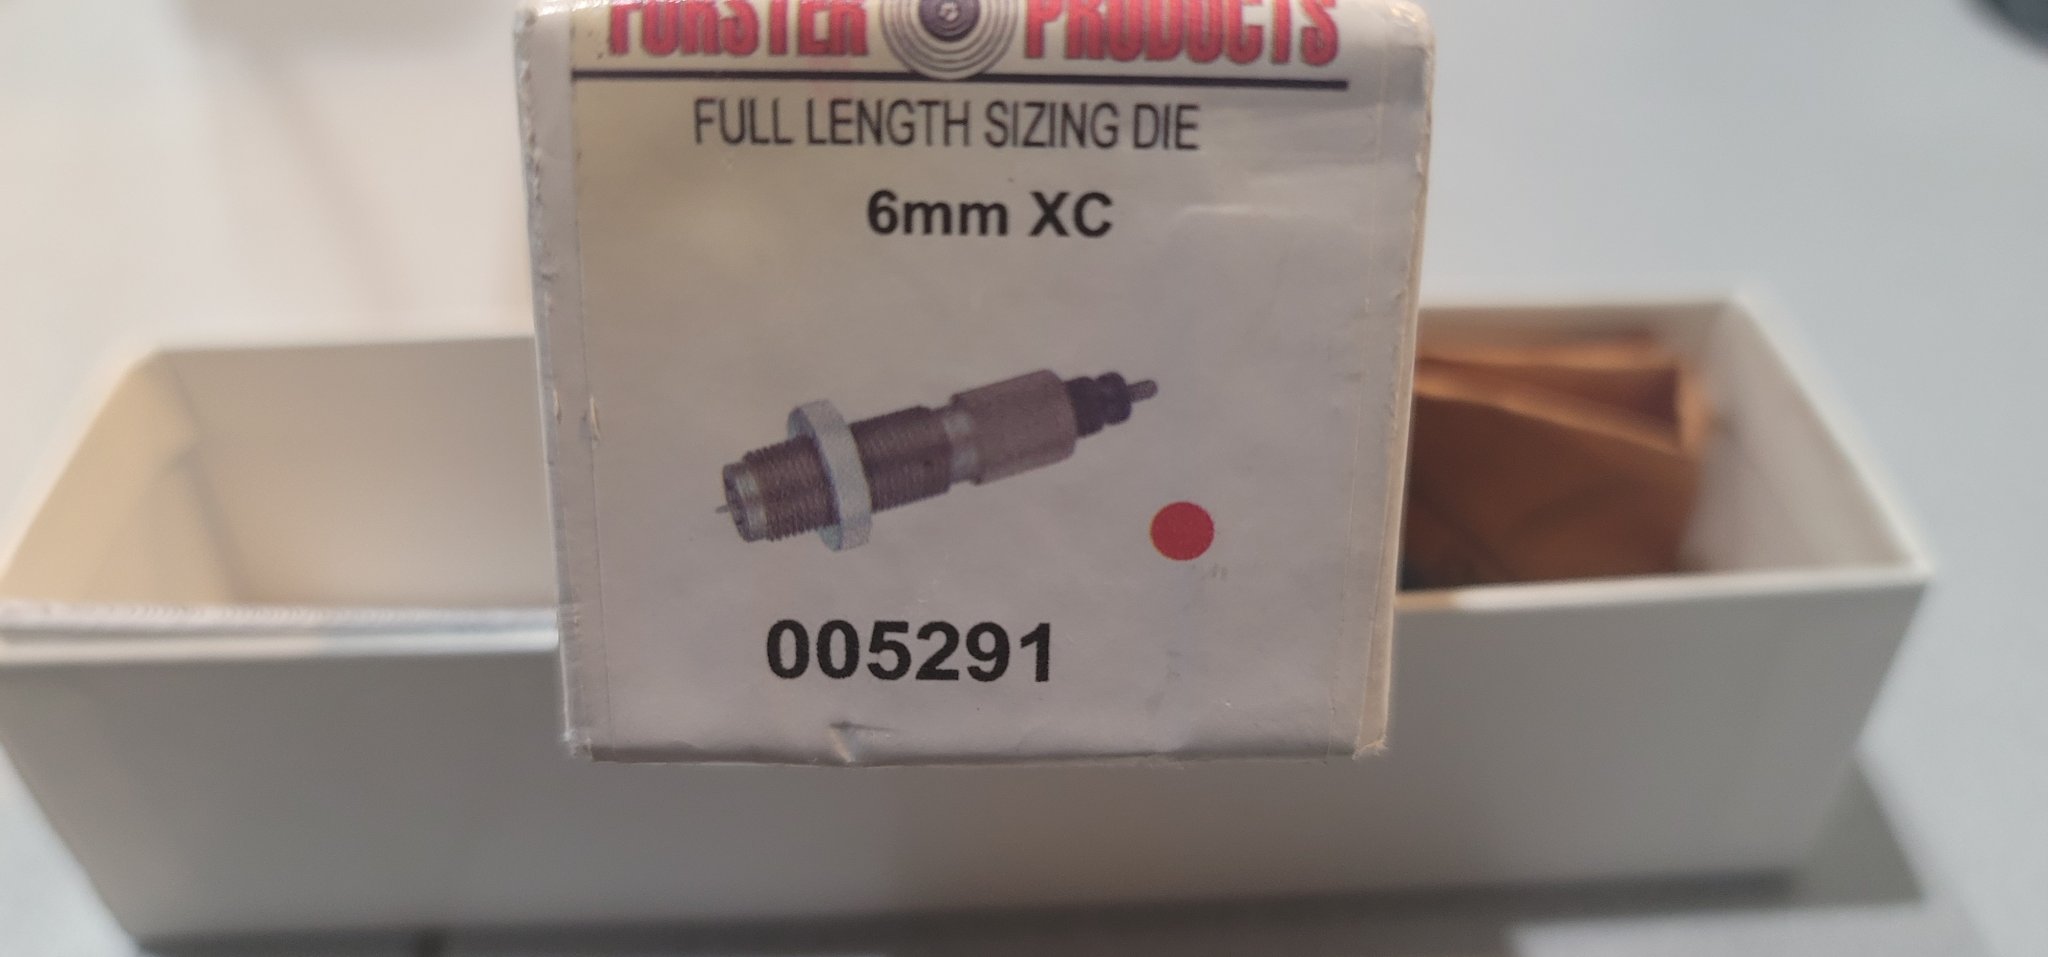 FORSTER PRODUCTS
FULL LENGTH SIZING DIE
6mm XC
005291